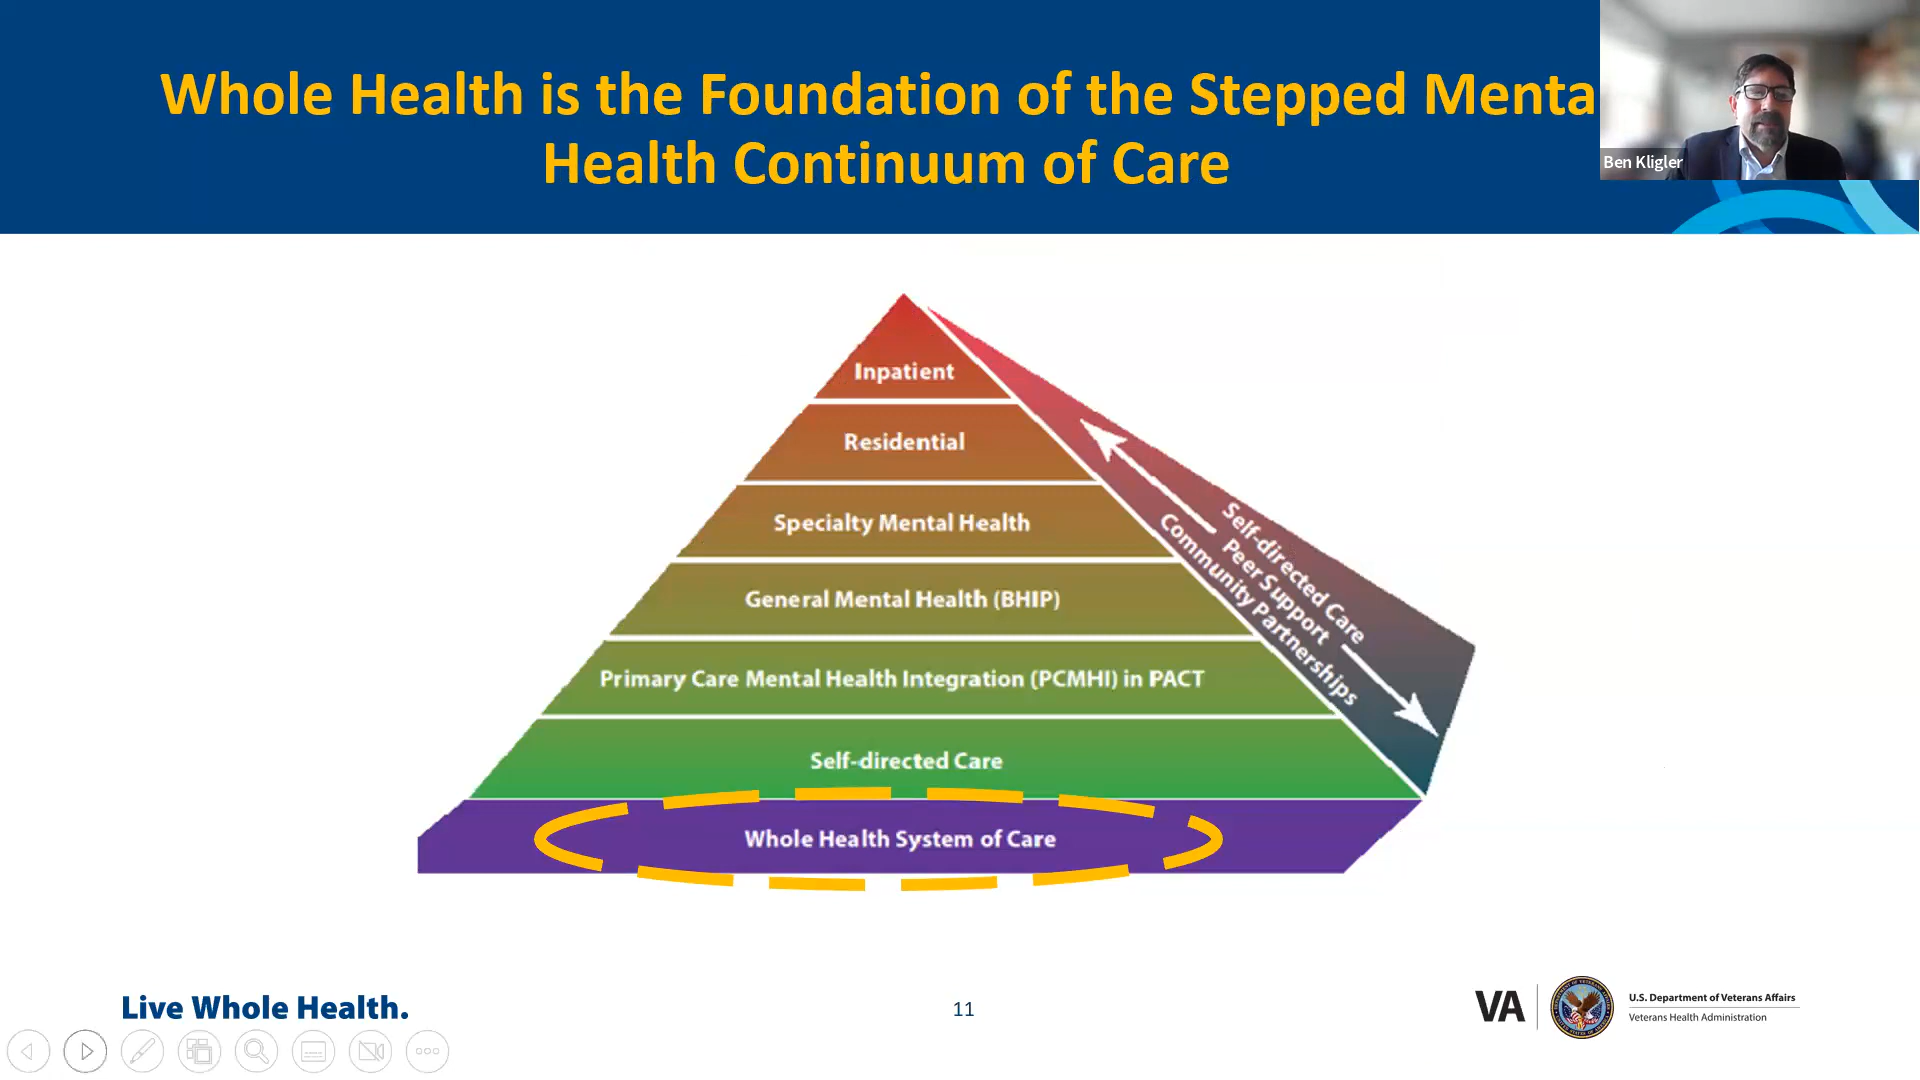 Whole Health is the Foundation of the Stepped Menta
Health Continuum of Care
Ben Kligler
Inpatient
Residential
Specialty Mental Health
General Mental Health (BHIP)
Primary Care Mental Health Integration (PCMHI) in PACT
Self-directed Care
Whole Health System of Care
Self-directed Care
Peer Support
Community Partnerships
Live Whole Health.
11
VA
U.S. Department of Veterans Affairs
Veterans Health Administration